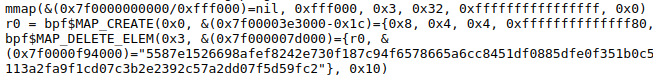 mmap(&(0x7f0000000000/0xfff000)=nil, 0xfff000, 0x3, 0x32, 0xffffffffffffffff, 0x0)
r0 = bpf$MAP_CREATE(0x0, &(0x7f00003e3000-0x1c)={0x8, 0x4, 0x4, 0xffffffffffffff80,
bpf$MAP_DELETE_ELEM(0x3, &(0x7f000007d000)={r0, &
(0x7f0000f94000)="5587e1526698afef8242e730f187c94f6578665a6cc8451df0885dfe0f351b0c5
113a2fa9f1cd07c3b2e2392c57a2dd07f5d59fc2"}, 0x10)